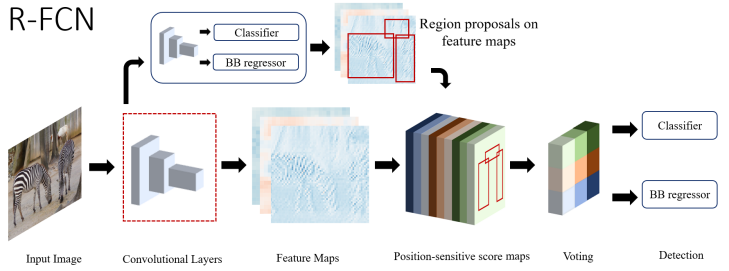 R-FCN
Classifier
BB regressor
Region proposals on
feature maps
Classifier
BB regressor
Input Image
Convolutional Layers
Feature Maps
Position-sensitive score maps
Voting
Detection